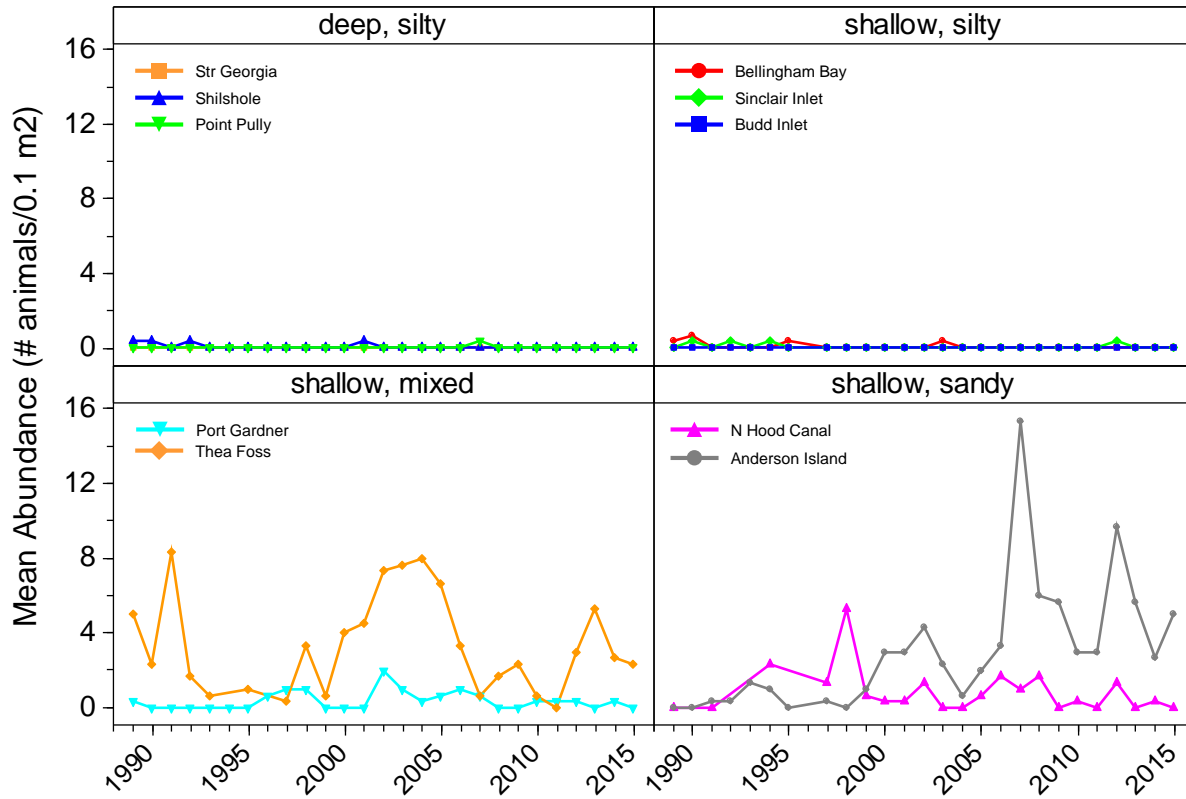 deep, silty
shallow, silty
Mean Abundance (# animals/0.1 m2)
16
12
8
4
0
Str Georgia
Shilshole
Point Pully
Bellingham Bay
Sinclair Inlet
Budd Inlet
shallow, mixed
shallow, sandy
16
12
8
4
0
Port Gardner
Thea Foss
N Hood Canal
Anderson Island
1990 1995 2000 2005 2010 2015 1990 1995 2000 2005 2010 2015